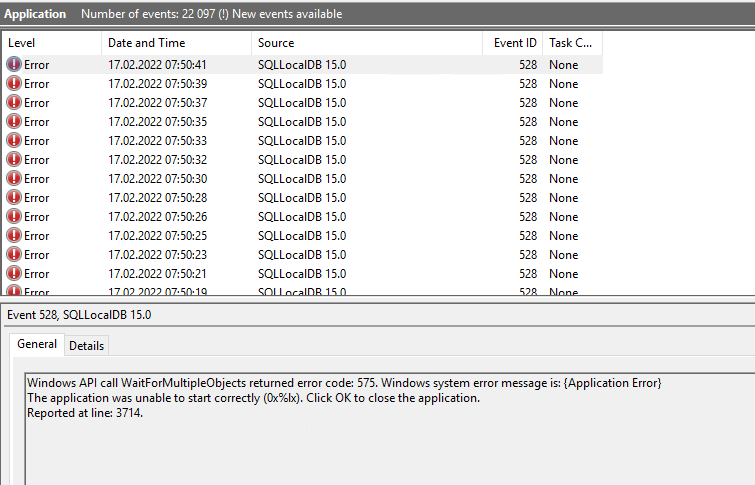 Application Number of events: 22 097 (!) New events available
Level Date and Time Source Event ID Task C...
Error 17.02.2022 07:50:41 SQLLocalDB 15.0 528 None
Error 17.02.2022 07:50:39 SQLLocalDB 15.0 528 None
Error 17.02.2022 07:50:37 SQLLocalDB 15.0 528 None
Error 17.02.2022 07:50:35 SQLLocalDB 15.0 528 None
Error 17.02.2022 07:50:33 SQLLocalDB 15.0 528 None
Error 17.02.2022 07:50:32 SQLLocalDB 15.0 528 None
Error 17.02.2022 07:50:30 SQLLocalDB 15.0 528 None
Error 17.02.2022 07:50:28 SQLLocalDB 15.0 528 None
Error 17.02.2022 07:50:26 SQLLocalDB 15.0 528 None
Error 17.02.2022 07:50:25 SQLLocalDB 15.0 528 None
Error 17.02.2022 07:50:23 SQLLocalDB 15.0 528 None
Error 17.02.2022 07:50:21 SQLLocalDB 15.0 528 None
Error 17.02.2022 07:50:19 SQLLocalDB 15.0 528 None
Event 528, SQLLocalDB 15.0
General Details
Windows API call WaitForMultipleObjects returned error code: 575. Windows system error message is: {Application Error}
The application was unable to start correctly (0x%lx). Click OK to close the application.
Reported at line: 3714.